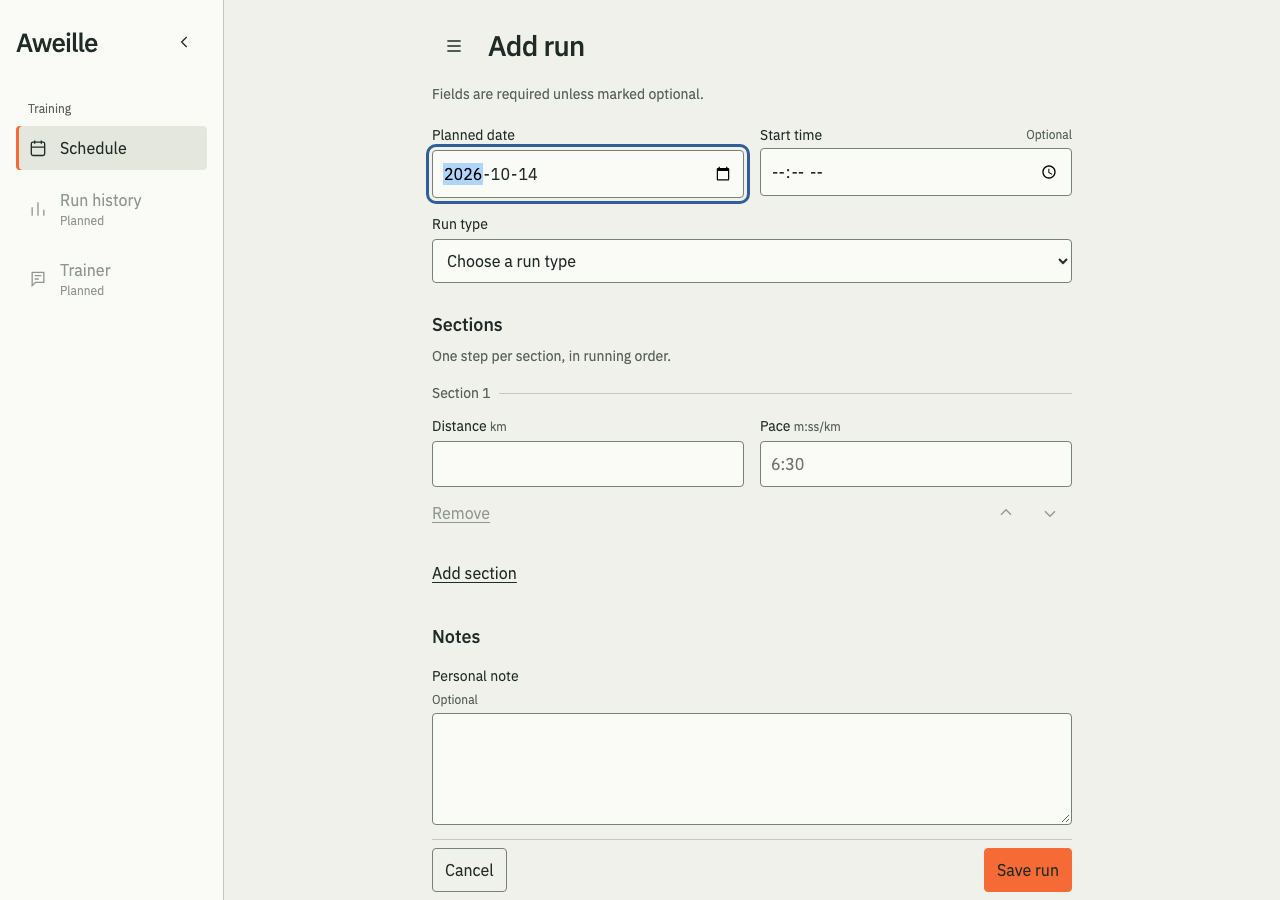 Aweille
Training
Schedule
Run history
Planned
Trainer
Planned
Add run
Fields are required unless marked optional.
Planned date
2026-10-14
Start time Optional
--:-- --
Run type
Choose a run type
Sections
One step per section, in running order.
Section 1
Distance km
Pace m:ss/km
6:30
Remove
Add section
Notes
Personal note
Optional
Cancel
Save run